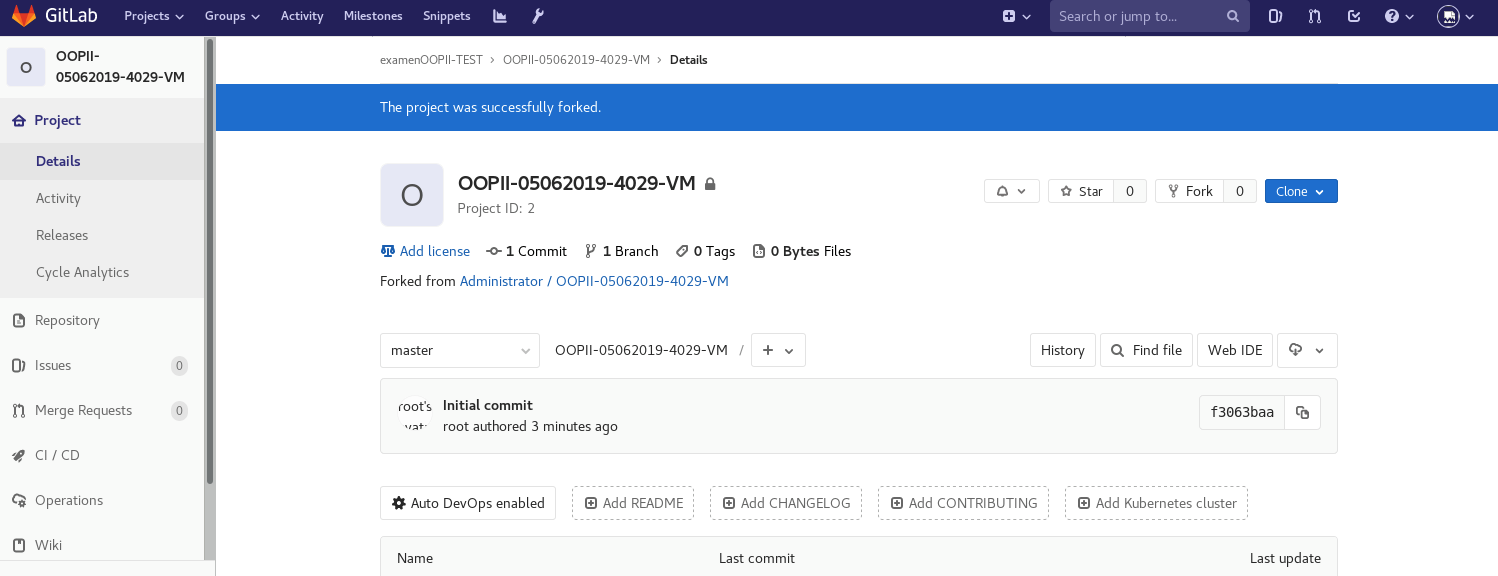 GitLab Projects Groups Activity Milestones Snippets Search or jump to...
OOPII-
05062019-4029-VM
O
Project
Details
Activity
Releases
Cycle Analytics
Repository
Issues 0
Merge Requests 0
CI / CD
Operations
Wiki
examenOOPII-TEST > OOPII-05062019-4029-VM > Details
The project was successfully forked.
O
OOPII-05062019-4029-VM
Project ID: 2
Star 0 Fork 0 Clone
Add license 1 Commit 1 Branch 0 Tags 0 Bytes Files
Forked from Administrator / OOPII-05062019-4029-VM
master OOPII-05062019-4029-VM / + History Find file Web IDE
root's
Initial commit
root authored 3 minutes ago
f3063baa
Auto DevOps enabled Add README Add CHANGELOG Add CONTRIBUTING Add Kubernetes cluster
Name Last commit Last update